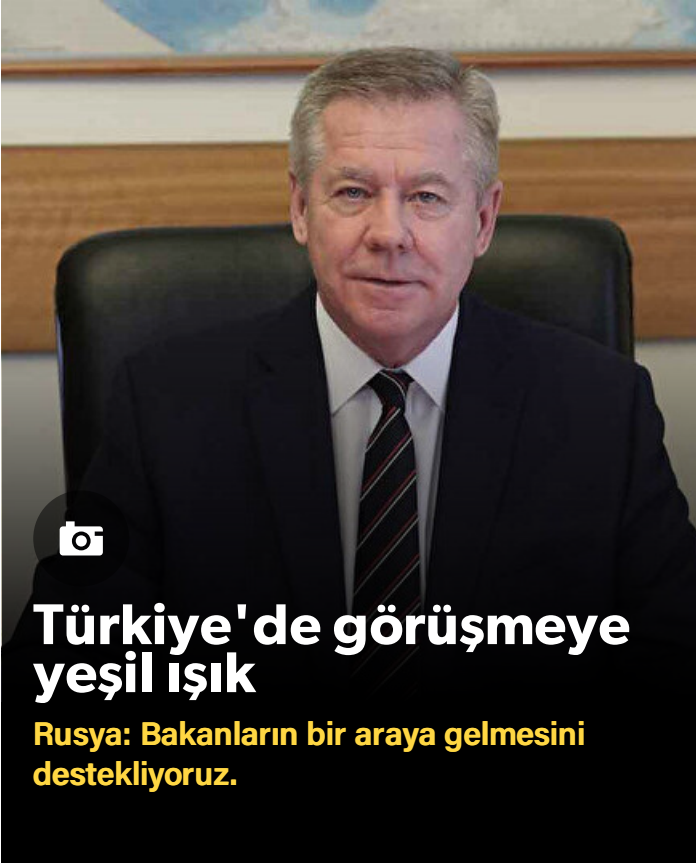 Türkiye'de görüşmeye
yeşil ışık
Rusya: Bakanların bir araya gelmesini
destekliyoruz.